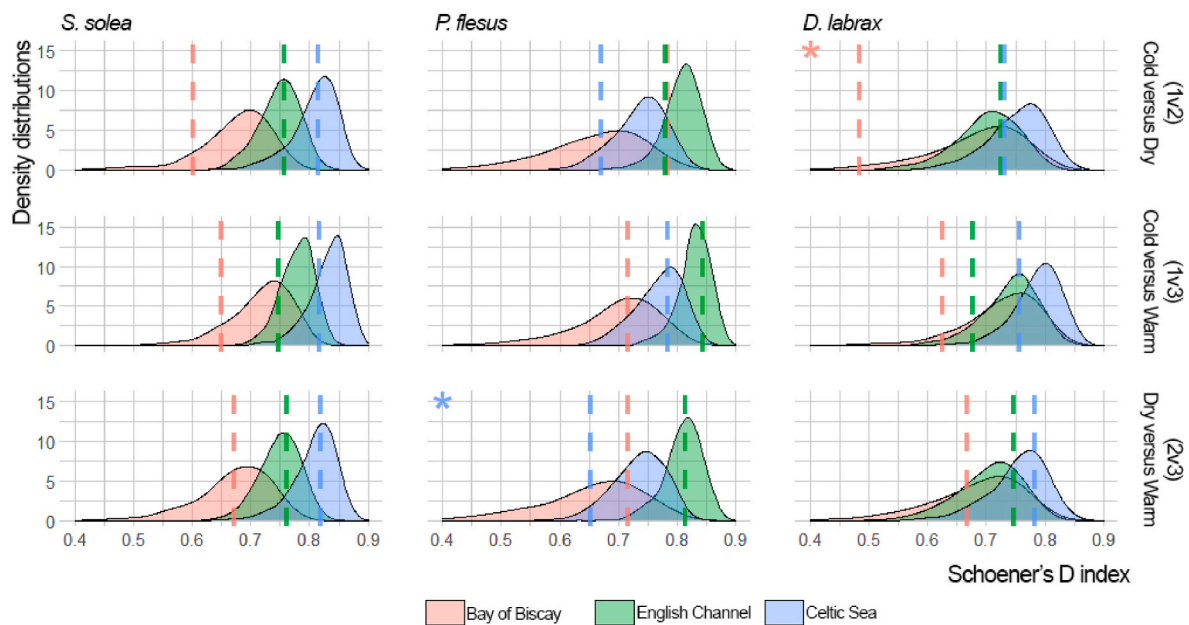 S. solea
P. flesus
D. labrax
Density distributions
15
10
5
0
15
10
5
0
15
10
5
0
*
*
Cold versus Dry
(1v2)
Cold versus Warm
(1v3)
Dry versus Warm
(2v3)
0.4 0.5 0.6 0.7 0.8 0.9
0.4 0.5 0.6 0.7 0.8 0.9
0.4 0.5 0.6 0.7 0.8 0.9
Schoener's D index
Bay of Biscay
English Channel
Celtic Sea